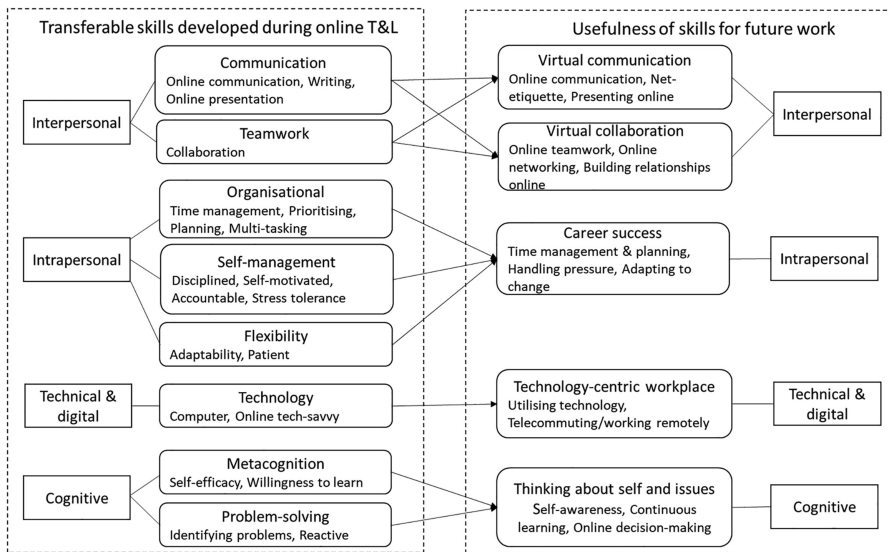 Transferable skills developed during online T&L
Interpersonal
Communication
Online communication, Writing,
Online presentation
Teamwork
Collaboration
Intrapersonal
Organisational
Time management, Prioritising,
Planning, Multi-tasking
Self-management
Disciplined, Self-motivated,
Accountable, Stress tolerance
Flexibility
Adaptability, Patient
Technical &
digital
Technology
Computer, Online tech-savvy
Cognitive
Metacognition
Self-efficacy, Willingness to learn
Problem-solving
Identifying problems, Reactive
Usefulness of skills for future work
Virtual communication
Online communication, Net-
etiquette, Presenting online
Virtual collaboration
Online teamwork, Online
networking, Building relationships
online
Interpersonal
Career success
Time management & planning,
Handling pressure, Adapting to
change
Intrapersonal
Technology-centric workplace
Utilising technology,
Telecommuting/working remotely
Technical &
digital
Thinking about self and issues
Self-awareness, Continuous
learning, Online decision-making
Cognitive